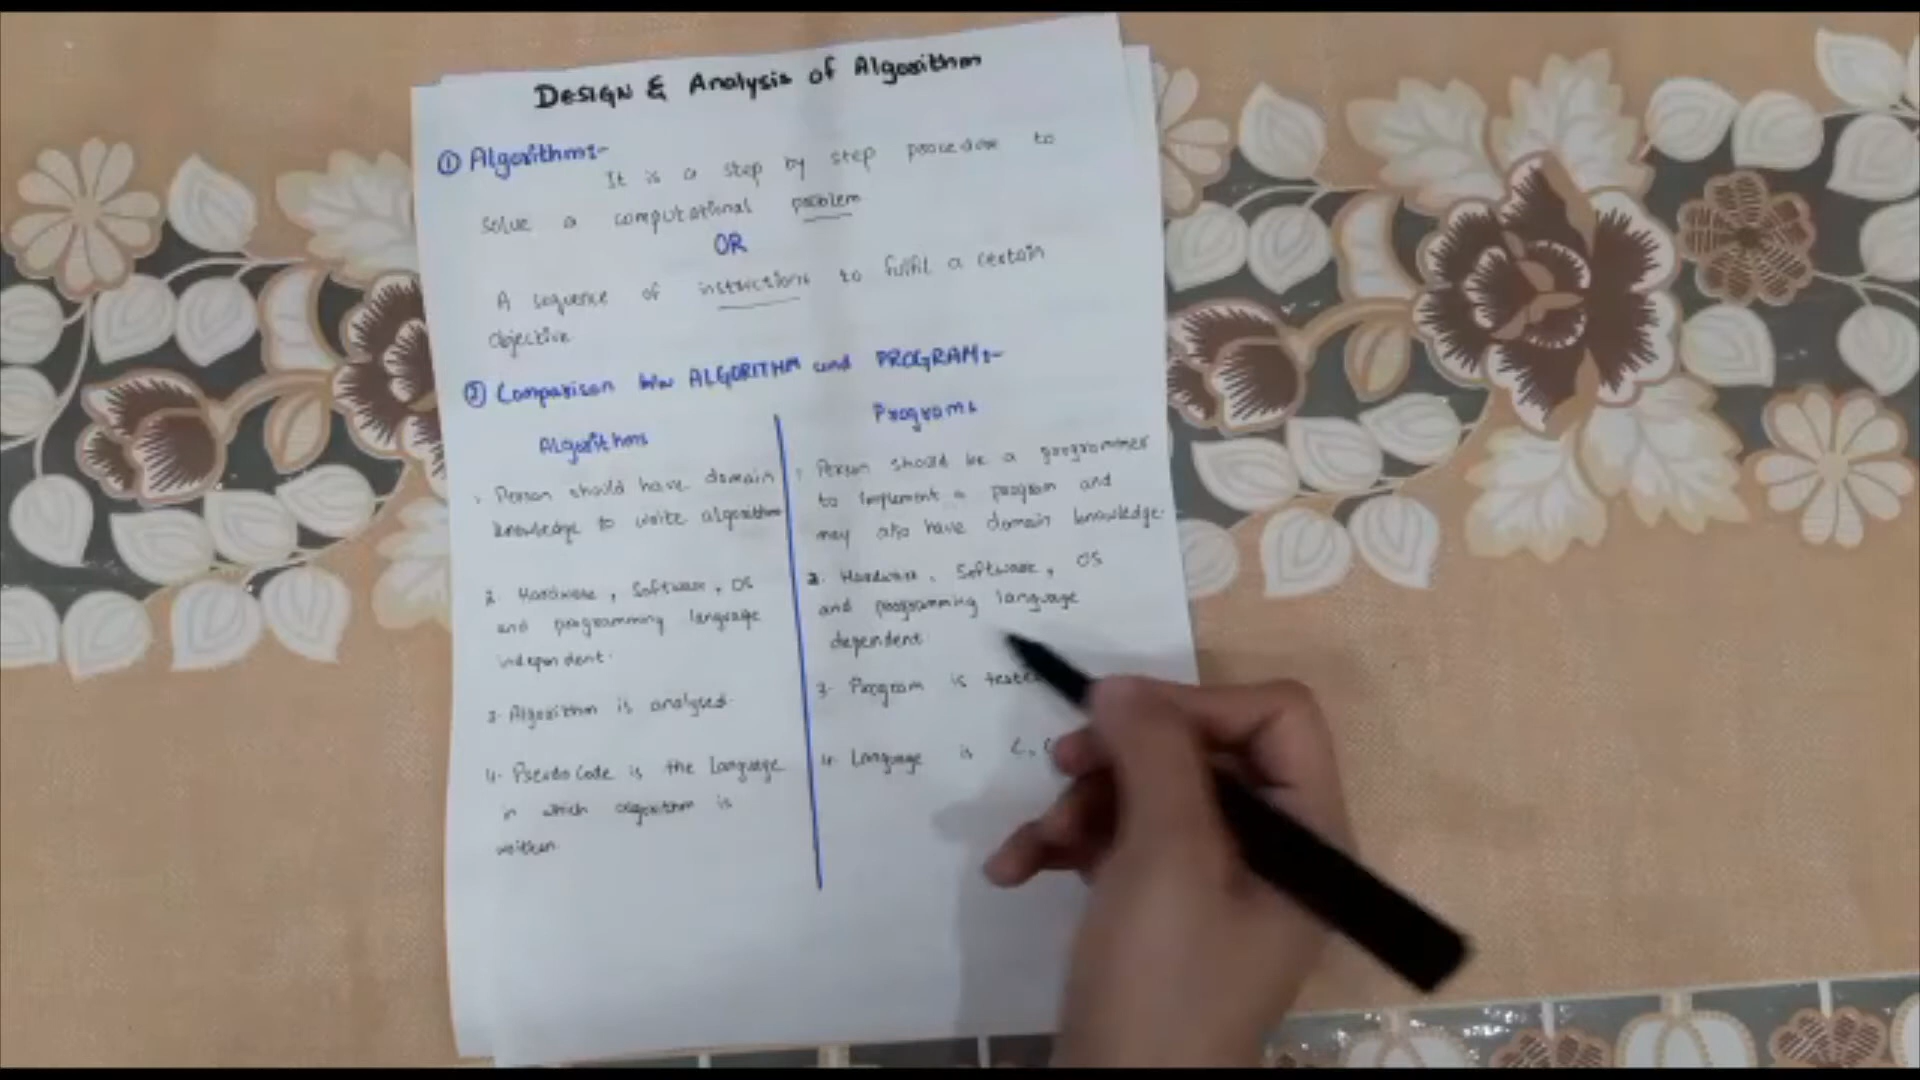 DESIGN & Analysis of Algorithm
① Algorithm:-
It is a step by step procedure to
solve a computational problem
OR
A sequence of instructions to fulfil a certain
objective
② Comparison b/w ALGORITHM and PROGRAM:-
Algorithms
Person should have domain
knowledge to write algorithm
2. Hardware, Software, OS
and programming language
independent.
3. Algorithm is analysed.
4. Pseudo Code is the language
in which algorithm is
written.
Programs
Person should be a programmer
to implement a program and
may also have domain knowledge.
2. Hardware, Software, OS
and programming language
dependent
3. Program is
4. Language is C,